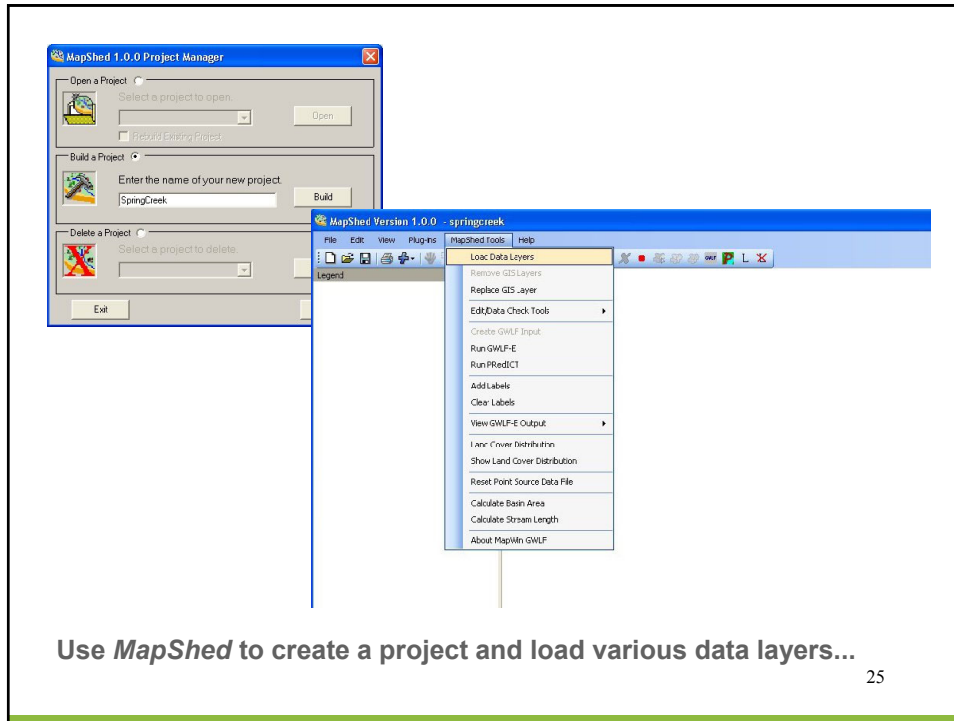 MapShed 1.0.0 Project Manager
Open a Project
Select a project to open.
Open
Rebuild Existing Project
Build a Project
Enter the name of your new project.
SpringCreek
Build
Delete a Project
Select a project to delete.
Exit
MapShed Version 1.0.0 - springcreek
File Edit View Plug-ins MapShed Tools Help
Legend
Load Data Layers
Remove GIS Layers
Replace GIS Layer
Edit/Data Check Tools
Create GWLF Input
Run GWLF-E
Run PRedICT
Add Labels
Clear Labels
View GWLF-E Output
Land Cover Distribution
Show Land Cover Distribution
Reset Point Source Data File
Calculate Basin Area
Calculate Stream Length
About MapWin GWLF
GWLF P L
Use MapShed to create a project and load various data layers...
25